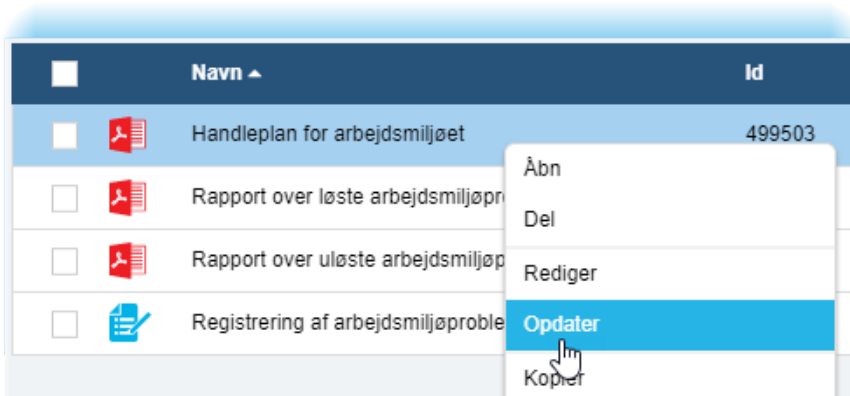 Navn Id
Handleplan for arbejdsmiljøet 499503
Åbn
Rapport over løste arbejdsmiljøpr
Del
Rapport over uløste arbejdsmiljøp
Rediger
Registrering af arbejdsmiljøproble
Opdater
Kopier